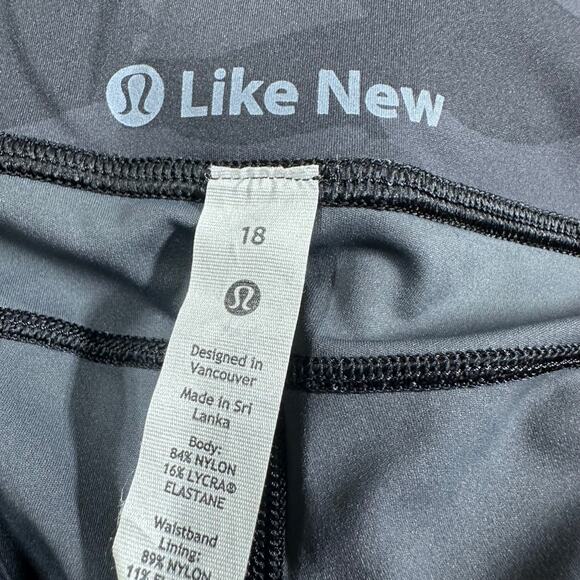 Like New
18
Designed in
Vancouver
Made in Sri
Lanka
Body:
84% NYLON
16% LYCRA®
ELASTANE
Waistband
Lining:
89% NYLON
11%